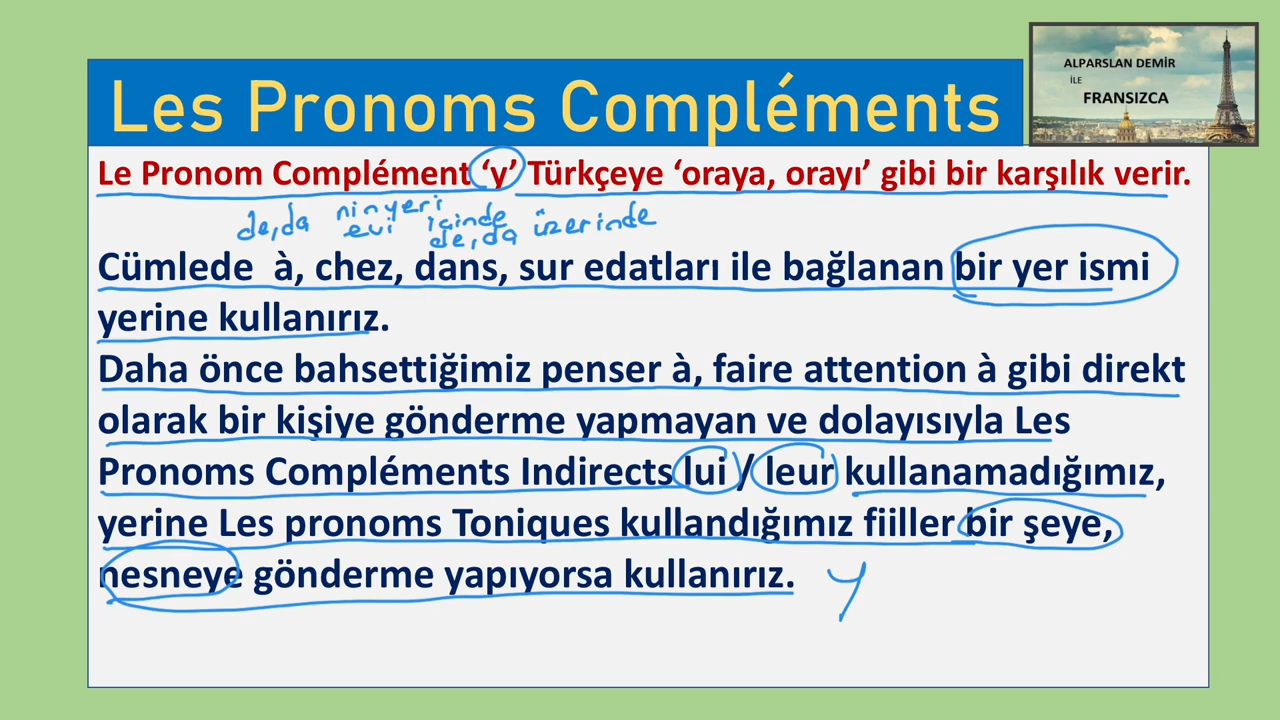 ALPARSLAN DEMİR
İLE
FRANSIZCA
Les Pronoms Compléments
Le Pronom Complément ‘y’ Türkçeye ‘oraya, orayı’ gibi bir karşılık verir.
de,da nin yeri içinde üzerinde
evi de,da
Cümlede à, chez, dans, sur edatları ile bağlanan bir yer ismi
yerine kullanırız.
Daha önce bahsettiğimiz penser à, faire attention à gibi direkt
olarak bir kişiye gönderme yapmayan ve dolayısıyla Les
Pronoms Compléments Indirects lui / leur kullanamadığımız,
yerine Les pronoms Toniques kullandığımız fiiller bir şeye,
nesneye gönderme yapıyorsa kullanırız. y